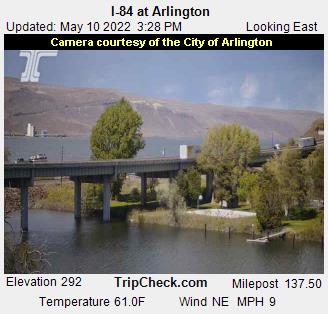 I-84 at Arlington
Updated: May 10 2022 3:28 PM Looking East
Camera courtesy of the City of Arlington
Elevation 292 TripCheck.com Milepost 137.50
Temperature 61.0F Wind NE MPH 9